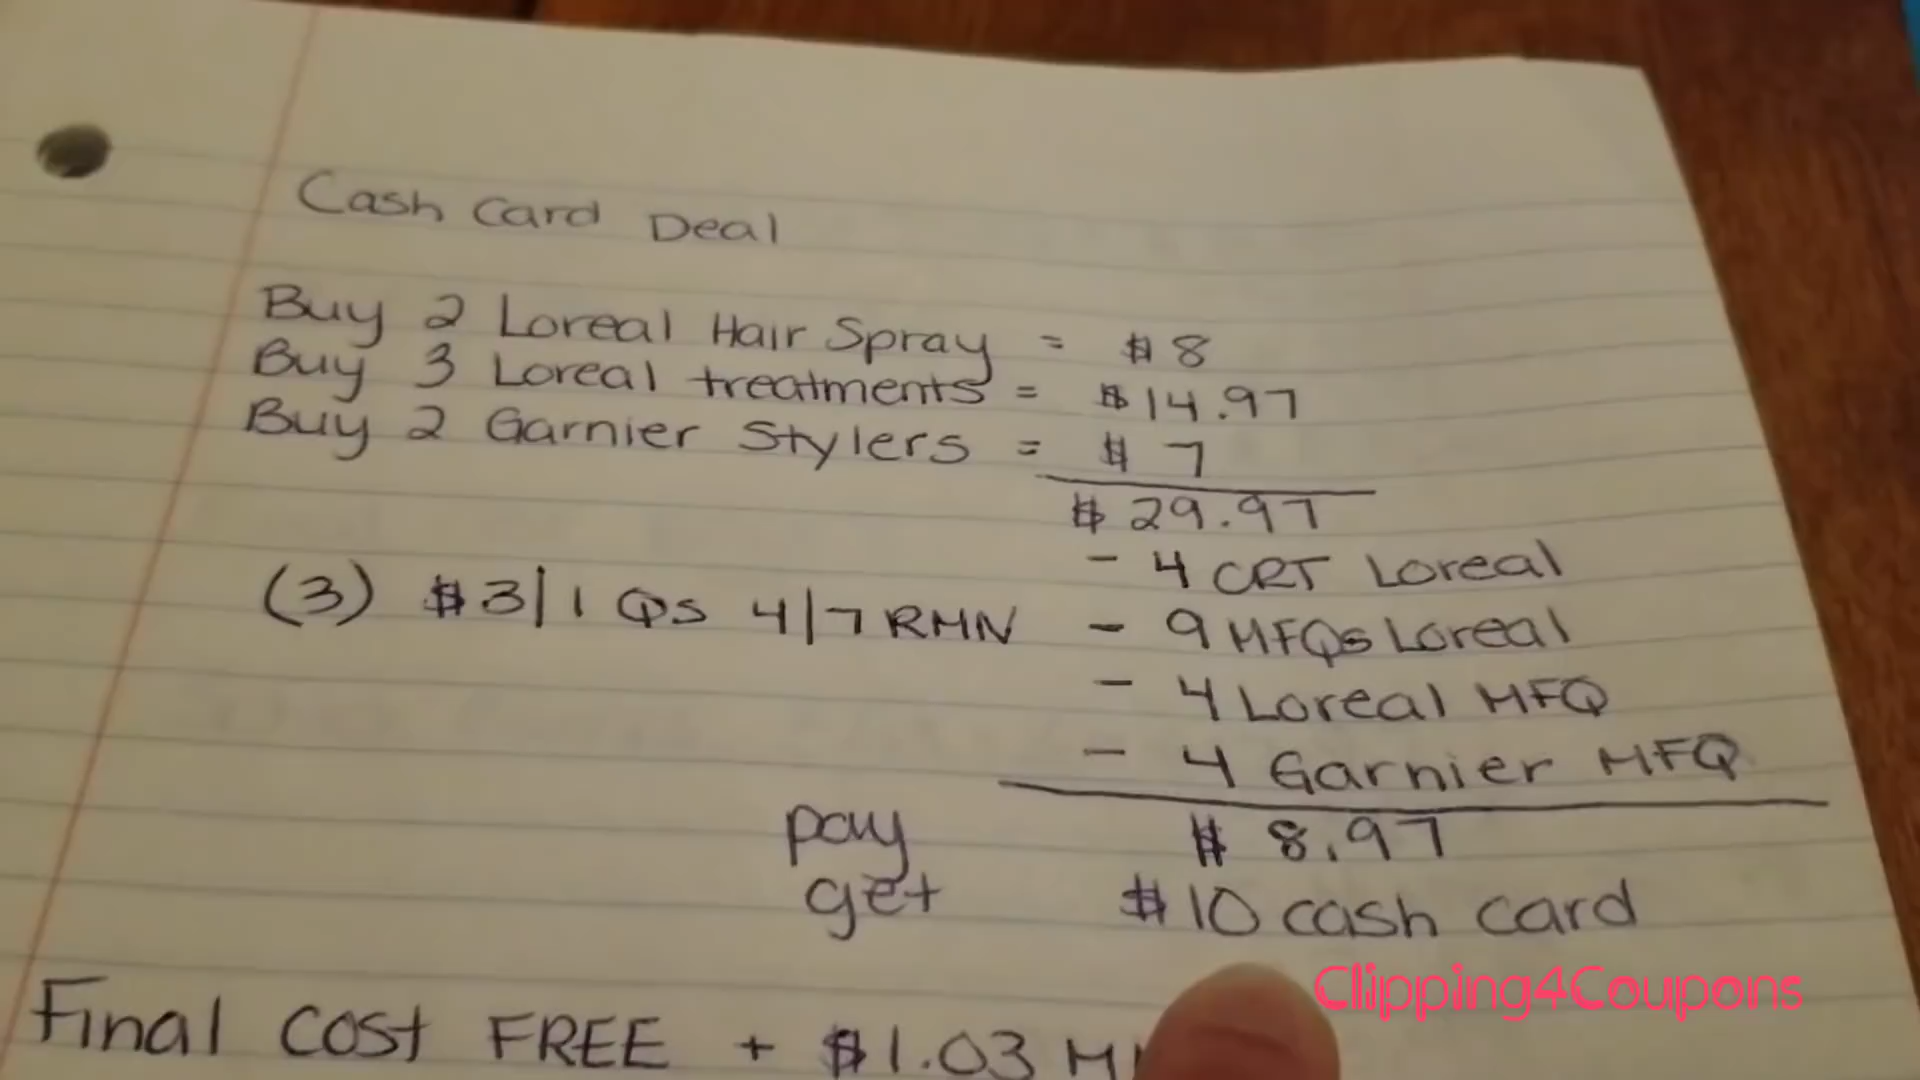 Cash Card Deal
Buy 2 Loreal Hair Spray = $8
Buy 3 Loreal treatments = $14.97
Buy 2 Garnier Stylers = $7
$29.97
- 4 CRT Loreal
(3) $3/1 Qs 4/7 RMN - 9 MFQs Loreal
- 4 Loreal MFQ
- 4 Garnier MFQ
pay $8.97
get $10 cash card
Clipping4Coupons
Final cost FREE + $1.03